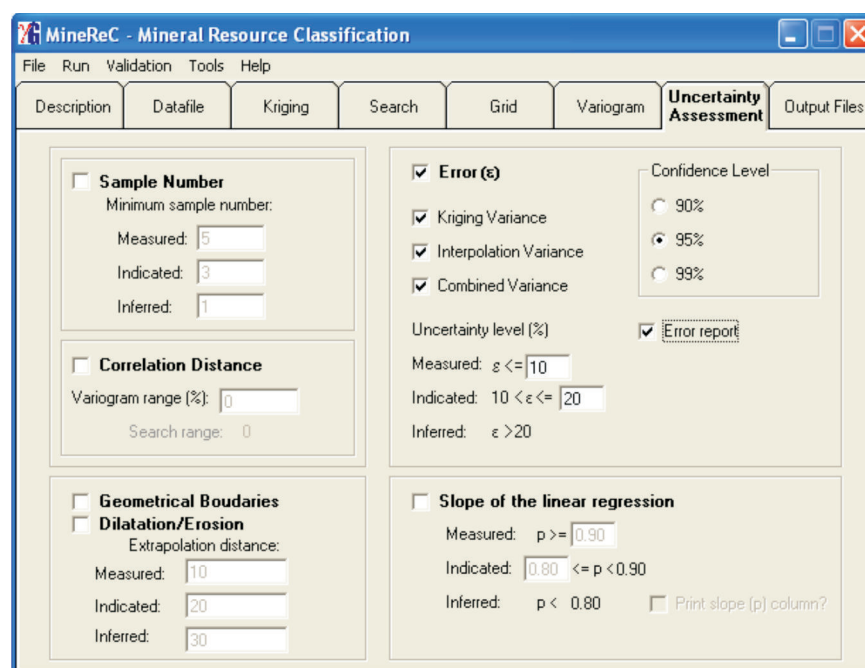 MineReC - Mineral Resource Classification
File Run Validation Tools Help
Description Datafile Kriging Search Grid Variogram Uncertainty Assessment Output Files
Sample Number
Minimum sample number:
Measured: 5
Indicated: 3
Inferred: 1
Correlation Distance
Variogram range (%): 0
Search range: 0
Geometrical Boudaries
Dilatation/Erosion
Extrapolation distance:
Measured: 10
Indicated: 20
Inferred: 30
Error (ε)
Kriging Variance
Interpolation Variance
Combined Variance
Confidence Level
90%
95%
99%
Uncertainty level (%)
Error report
Measured: ε <= 10
Indicated: 10 < ε <= 20
Inferred: ε >20
Slope of the linear regression
Measured: p >= 0.90
Indicated: 0.80 <= p < 0.90
Inferred: p < 0.80
Print slope (p) column?